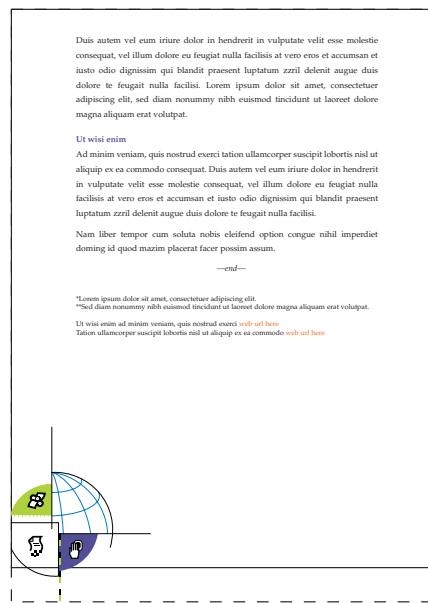 Duis autem vel eum iriure dolor in hendrerit in vulputate velit esse molestie
consequat, vel illum dolore eu feugiat nulla facilisis at vero eros et accumsan et
iusto odio dignissim qui blandit praesent luptatum zzril delenit augue duis
dolore te feugait nulla facilisi. Lorem ipsum dolor sit amet, consectetuer
adipiscing elit, sed diam nonummy nibh euismod tincidunt ut laoreet dolore
magna aliquam erat volutpat.
Ut wisi enim
Ad minim veniam, quis nostrud exerci tation ullamcorper suscipit lobortis nisl ut
aliquip ex ea commodo consequat. Duis autem vel eum iriure dolor in hendrerit
in vulputate velit esse molestie consequat, vel illum dolore eu feugiat nulla
facilisis at vero eros et accumsan et iusto odio dignissim qui blandit praesent
luptatum zzril delenit augue duis dolore te feugait nulla facilisi.
Nam liber tempor cum soluta nobis eleifend option congue nihil imperdiet
doming id quod mazim placerat facer possim assum.
—end—
*Lorem ipsum dolor sit amet, consectetuer adipiscing elit.
**Sed diam nonummy nibh euismod tincidunt ut laoreet dolore magna aliquam erat volutpat.
Ut wisi enim ad minim veniam, quis nostrud exerci web url here
Tation ullamcorper suscipit lobortis nisl ut aliquip ex ea commodo web url here